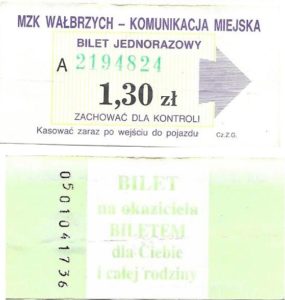 MZK WAŁBRZYCH – KOMUNIKACJA MIEJSKA
BILET JEDNORAZOWY
A 2194824
1,30 zł
ZACHOWAĆ DLA KONTROLI
Kasować zaraz po wejściu do pojazdu
Cz.Z.G.
0501041736
BILET
na okaziciela
BILETEM
dla Ciebie
i całej rodziny